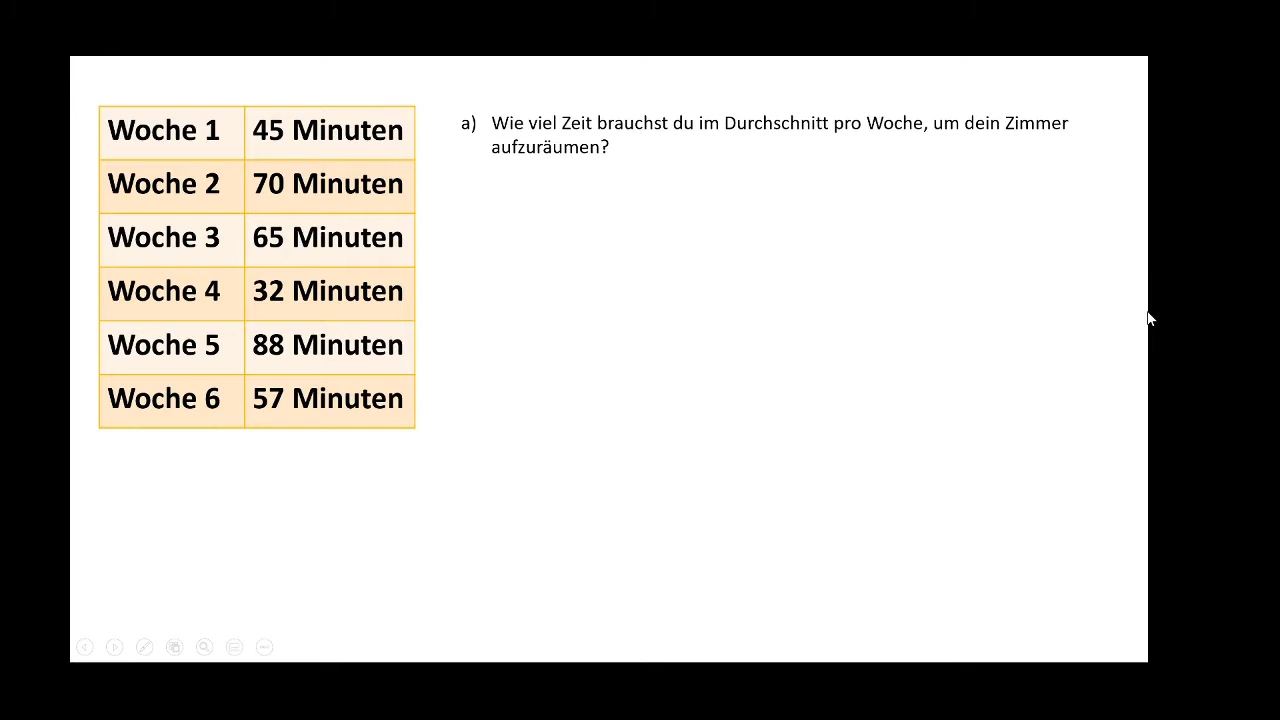 Woche 1 45 Minuten
Woche 2 70 Minuten
Woche 3 65 Minuten
Woche 4 32 Minuten
Woche 5 88 Minuten
Woche 6 57 Minuten
a) Wie viel Zeit brauchst du im Durchschnitt pro Woche, um dein Zimmer
aufzuräumen?